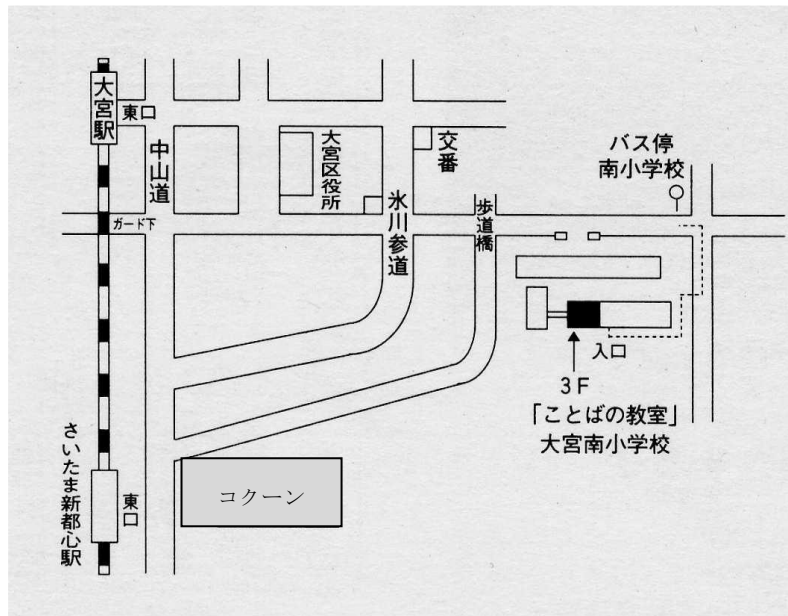 大宮駅
東口
中山道
大宮区役所
交番
バス停
南小学校
ガード下
氷川参道
歩道橋
入口
3F
「ことばの教室」
大宮南小学校
さいたま新都心駅
東口
コクーン